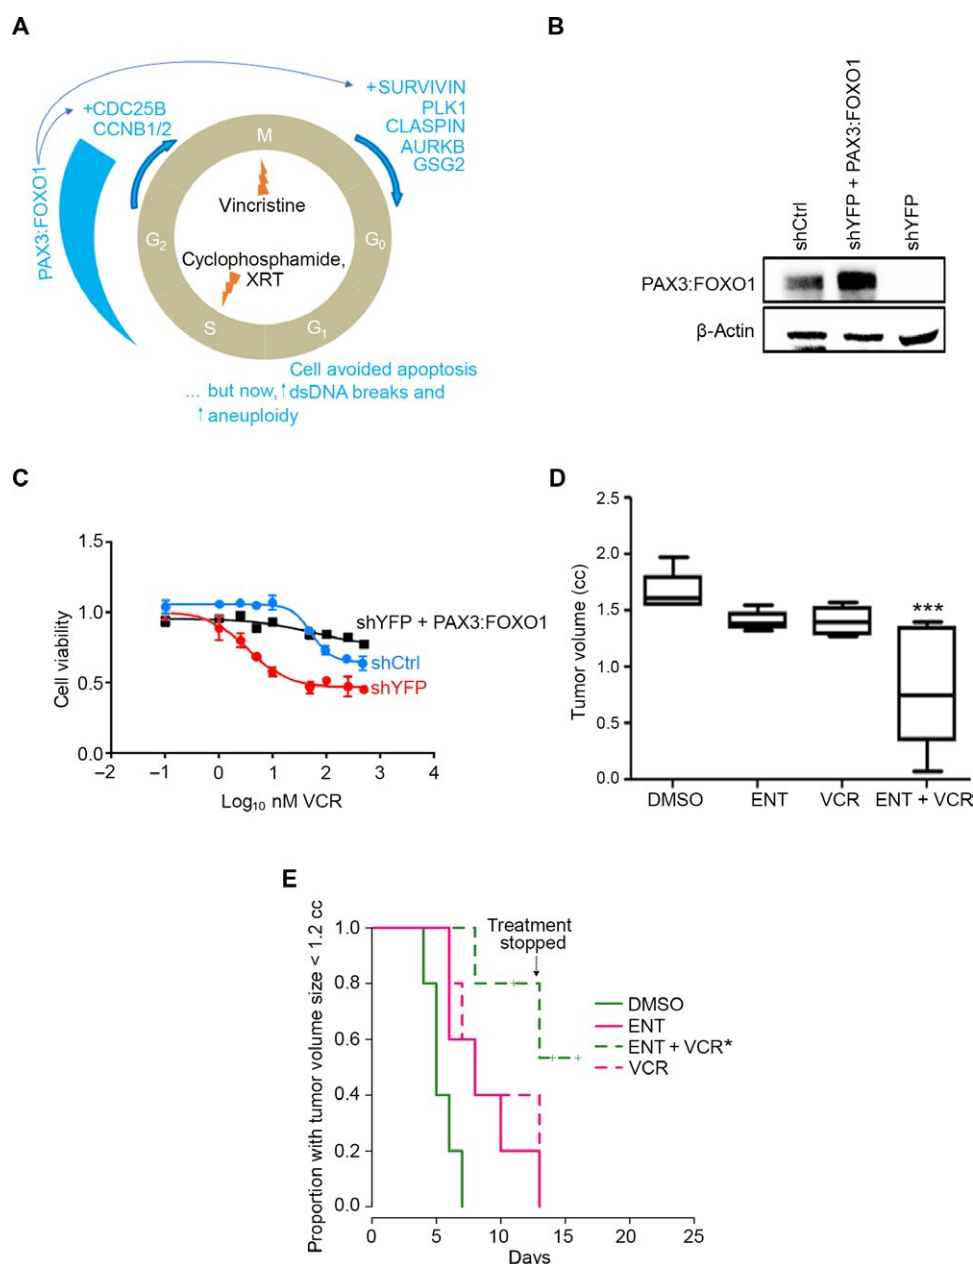 A
+SURVIVIN
PLK1
CLASPIN
AURKB
GSG2
+CDC25B
CCNB1/2
PAX3:FOXO1
M
G2
G0
S
G1
Vincristine
Cyclophosphamide,
XRT
Cell avoided apoptosis
... but now, ↑dsDNA breaks and
↑ aneuploidy
B
shCtrl
shYFP + PAX3:FOXO1
shYFP
PAX3:FOXO1
β-Actin
C
Cell viability
1.5
1.0
0.5
0.0
−2
−1
0
1
2
3
4
Log10 nM VCR
shYFP + PAX3:FOXO1
shCtrl
shYFP
D
Tumor volume (cc)
2.5
2.0
1.5
1.0
0.5
0.0
***
DMSO
ENT
VCR
ENT + VCR
E
Proportion with tumor volume size < 1.2 cc
1.0
0.8
0.6
0.4
0.2
0.0
0
5
10
15
20
25
Days
Treatment
stopped
DMSO
ENT
ENT + VCR*
VCR